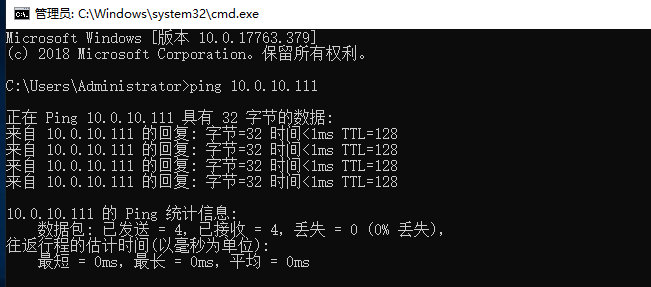 管理员: C:\Windows\system32\cmd.exe
Microsoft Windows [版本 10.0.17763.379]
(c) 2018 Microsoft Corporation。保留所有权利。
C:\Users\Administrator>ping 10.0.10.111
正在 Ping 10.0.10.111 具有 32 字节的数据:
来自 10.0.10.111 的回复: 字节=32 时间<1ms TTL=128
来自 10.0.10.111 的回复: 字节=32 时间<1ms TTL=128
来自 10.0.10.111 的回复: 字节=32 时间<1ms TTL=128
来自 10.0.10.111 的回复: 字节=32 时间<1ms TTL=128
10.0.10.111 的 Ping 统计信息:
数据包: 已发送 = 4，已接收 = 4，丢失 = 0 (0% 丢失)，
往返行程的估计时间(以毫秒为单位):
最短 = 0ms，最长 = 0ms，平均 = 0ms